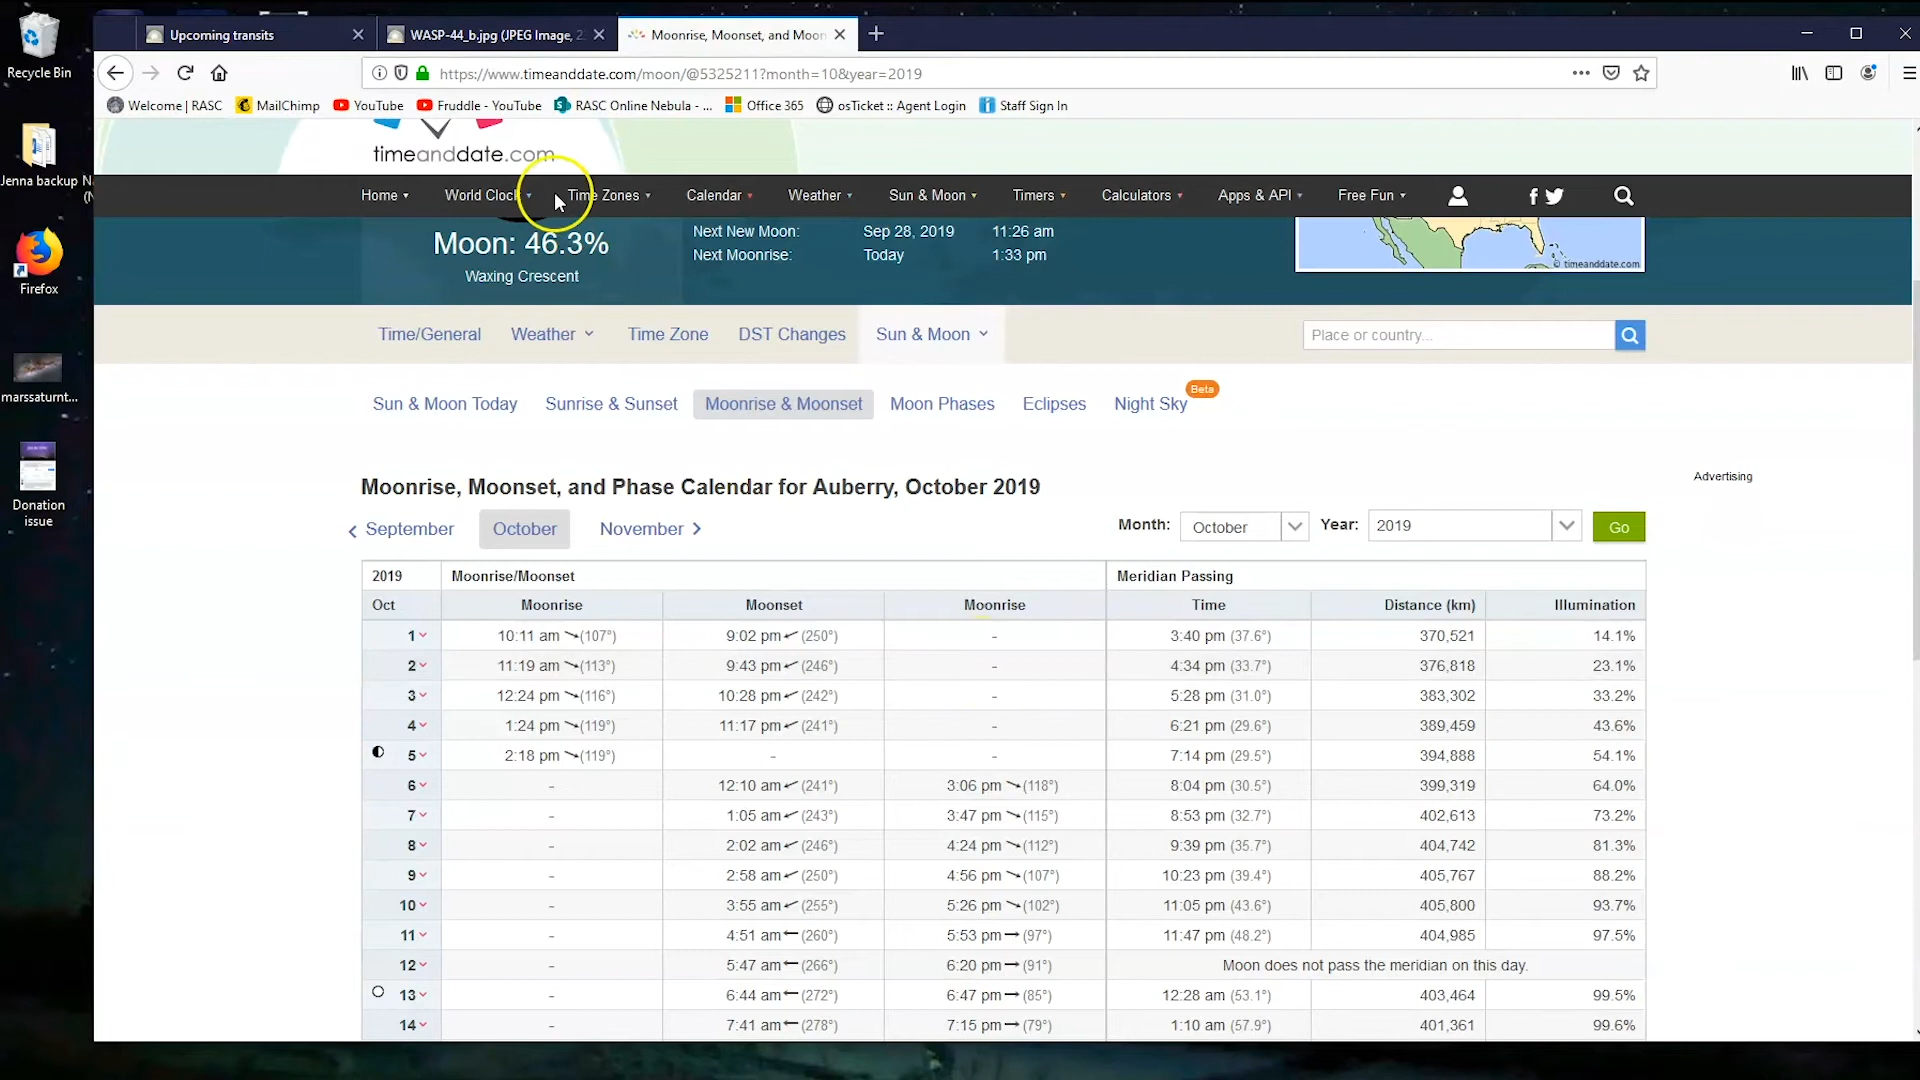 Recycle Bin
Jenna backup
Firefox
marssaturnt...
Donation
issue
Upcoming transits
WASP-44_b.jpg (JPEG Image, 2
Moonrise, Moonset, and Moon
https://www.timeanddate.com/moon/@5325211?month=10&year=2019
Welcome | RASC MailChimp YouTube Fruddle - YouTube RASC Online Nebula - ... Office 365 osTicket :: Agent Login Staff Sign In
timeanddate.com
Home World Clock Time Zones Calendar Weather Sun & Moon Timers Calculators Apps & API Free Fun
Moon: 46.3%
Waxing Crescent
Next New Moon: Sep 28, 2019 11:26 am
Next Moonrise: Today 1:33 pm
© timeanddate.com
Time/General Weather Time Zone DST Changes Sun & Moon Place or country...
Sun & Moon Today Sunrise & Sunset Moonrise & Moonset Moon Phases Eclipses Night Sky Beta
Moonrise, Moonset, and Phase Calendar for Auberry, October 2019
Advertising
September October November Month: October Year: 2019 Go
2019 Moonrise/Moonset Meridian Passing
Oct Moonrise Moonset Moonrise Time Distance (km) Illumination
1 10:11 am (107°) 9:02 pm (250°) - 3:40 pm (37.6°) 370,521 14.1%
2 11:19 am (113°) 9:43 pm (246°) - 4:34 pm (33.7°) 376,818 23.1%
3 12:24 pm (116°) 10:28 pm (242°) - 5:28 pm (31.0°) 383,302 33.2%
4 1:24 pm (119°) 11:17 pm (241°) - 6:21 pm (29.6°) 389,459 43.6%
5 2:18 pm (119°) - - 7:14 pm (29.5°) 394,888 54.1%
6 - 12:10 am (241°) 3:06 pm (118°) 8:04 pm (30.5°) 399,319 64.0%
7 - 1:05 am (243°) 3:47 pm (115°) 8:53 pm (32.7°) 402,613 73.2%
8 - 2:02 am (246°) 4:24 pm (112°) 9:39 pm (35.7°) 404,742 81.3%
9 - 2:58 am (250°) 4:56 pm (107°) 10:23 pm (39.4°) 405,767 88.2%
10 - 3:55 am (255°) 5:26 pm (102°) 11:05 pm (43.6°) 405,800 93.7%
11 - 4:51 am (260°) 5:53 pm (97°) 11:47 pm (48.2°) 404,985 97.5%
12 - 5:47 am (266°) 6:20 pm (91°) Moon does not pass the meridian on this day.
13 - 6:44 am (272°) 6:47 pm (85°) 12:28 am (53.1°) 403,464 99.5%
14 - 7:41 am (278°) 7:15 pm (79°) 1:10 am (57.9°) 401,361 99.6%